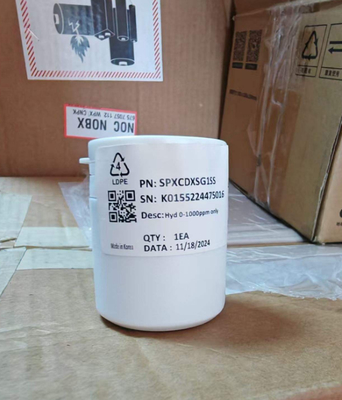 NOC NOBX
4
LDPE
PN: SPXCDXSG1SS
SN: K0155224475016
Desc:Hyd 0-1000ppm only
QTY : 1EA
DATA : 11/18/2024
Made in Korea